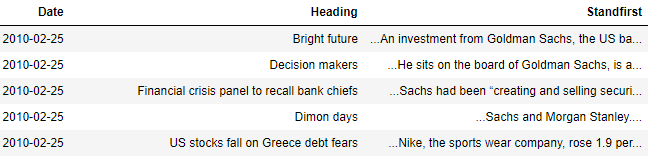 Date Heading Standfirst
2010-02-25 Bright future ...An investment from Goldman Sachs, the US ba...
2010-02-25 Decision makers ...He sits on the board of Goldman Sachs, is a...
2010-02-25 Financial crisis panel to recall bank chiefs ...Sachs had been “creating and selling securi...
2010-02-25 Dimon days ...Sachs and Morgan Stanley....
2010-02-25 US stocks fall on Greece debt fears ...Nike, the sports wear company, rose 1.9 per...